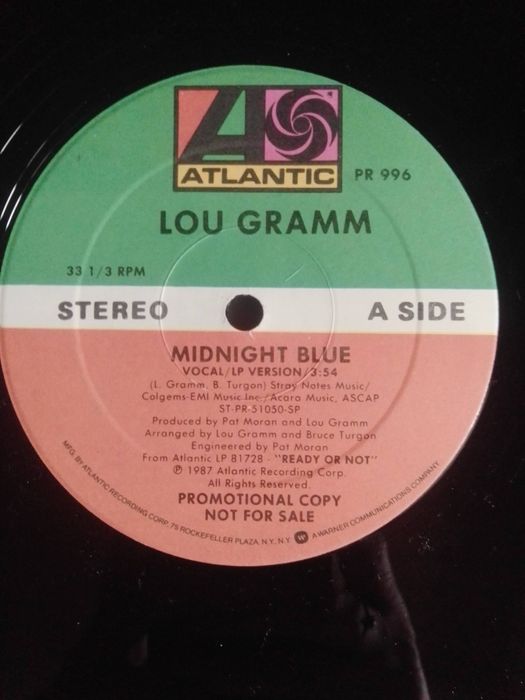 ATLANTIC
PR 996
LOU GRAMM
33 1/3 RPM
STEREO
A SIDE
MIDNIGHT BLUE
VOCAL/LP VERSION/3:54
(L. Gramm, B. Turgon) Stray Notes Music/
Colgems-EMI Music Inc./Acara Music, ASCAP
ST-PR-51050-SP
Produced by Pat Moran and Lou Gramm
Arranged by Lou Gramm and Bruce Turgon
Engineered by Pat Moran
From Atlantic LP 81728 - "READY OR NOT"
℗ 1987 Atlantic Recording Corp.
All Rights Reserved.
PROMOTIONAL COPY
NOT FOR SALE
MFG. BY ATLANTIC RECORDING CORP., 75 ROCKEFELLER PLAZA, N.Y., N.Y. W A WARNER COMMUNICATIONS COMPANY